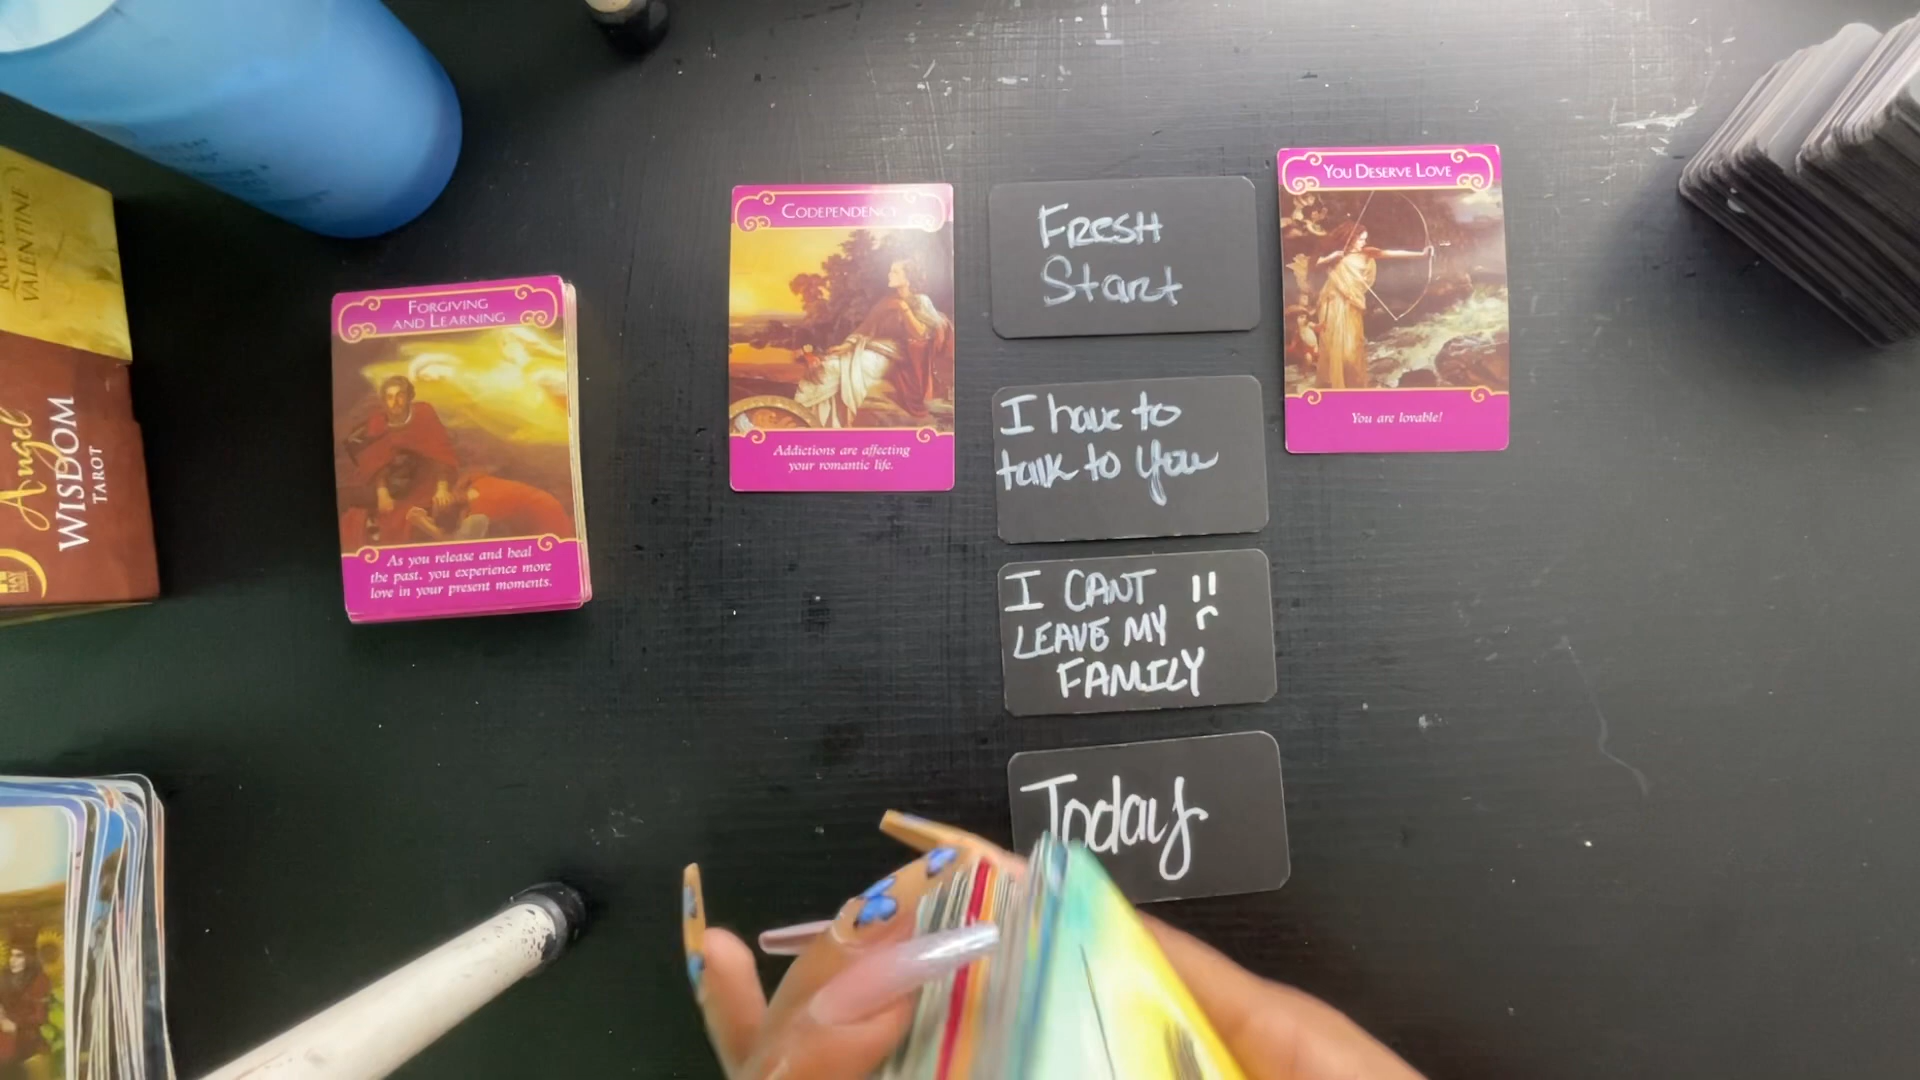 VALENTINE
Angel
WISDOM
TAROT
FORGIVING
AND LEARNING
As you release and heal
the past, you experience more
love in your present moments.
CODEPENDENCY
Addictions are affecting
your romantic life.
FRESH
Start
I have to
talk to You
I CANT
LEAVE MY
FAMILY
Today
YOU DESERVE LOVE
You are lovable!